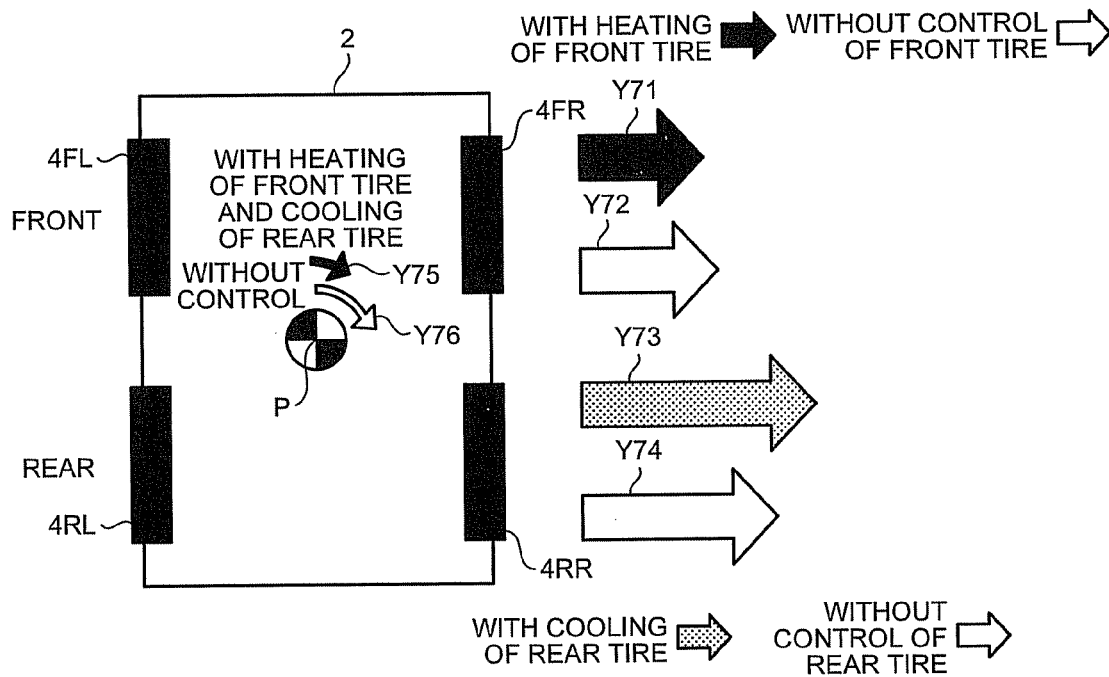 WITH HEATING
OF FRONT TIRE
WITHOUT CONTROL
OF FRONT TIRE
2
4FR
Y71
4FL
WITH HEATING
OF FRONT TIRE
AND COOLING
OF REAR TIRE
FRONT
Y72
Y75
WITHOUT
CONTROL
Y76
Y73
P
REAR
Y74
4RL
4RR
WITH COOLING
OF REAR TIRE
WITHOUT
CONTROL OF
REAR TIRE